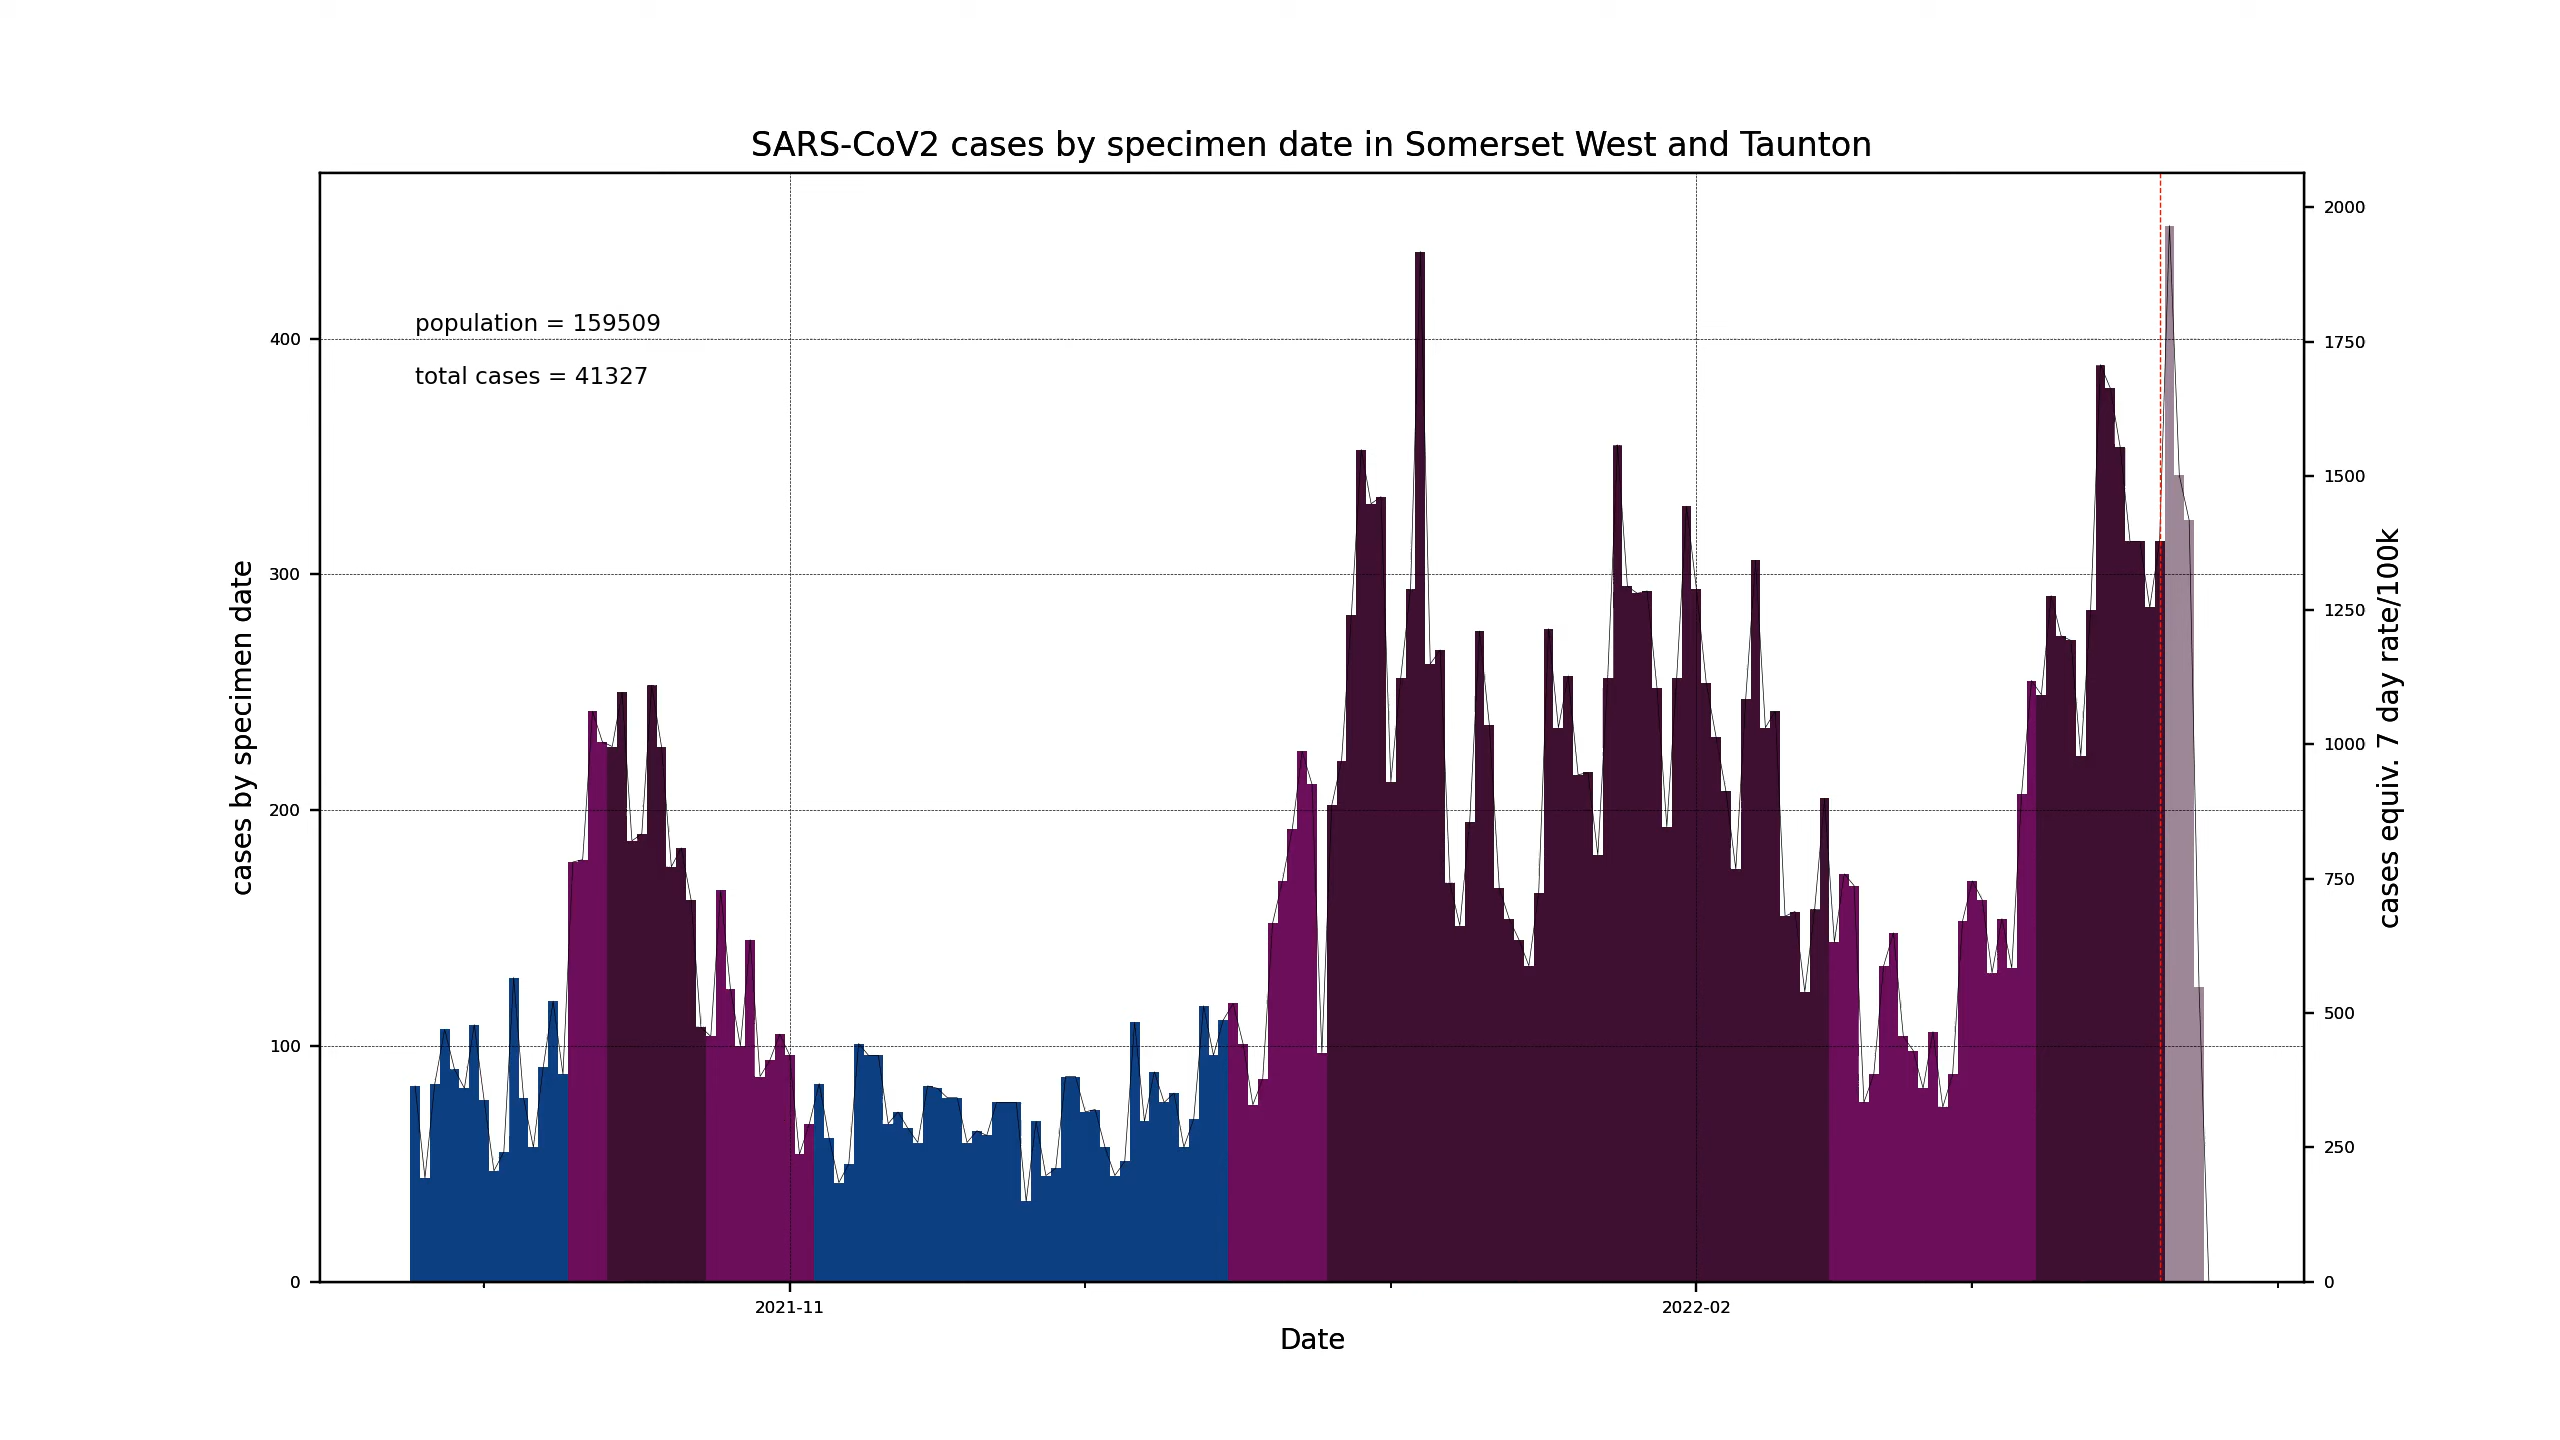 SARS-CoV2 cases by specimen date in Somerset West and Taunton
population = 159509
total cases = 41327
cases by specimen date
400
300
200
100
0
2000
1750
1500
1250
1000
750
500
250
0
cases equiv. 7 day rate/100k
2021-11
2022-02
Date